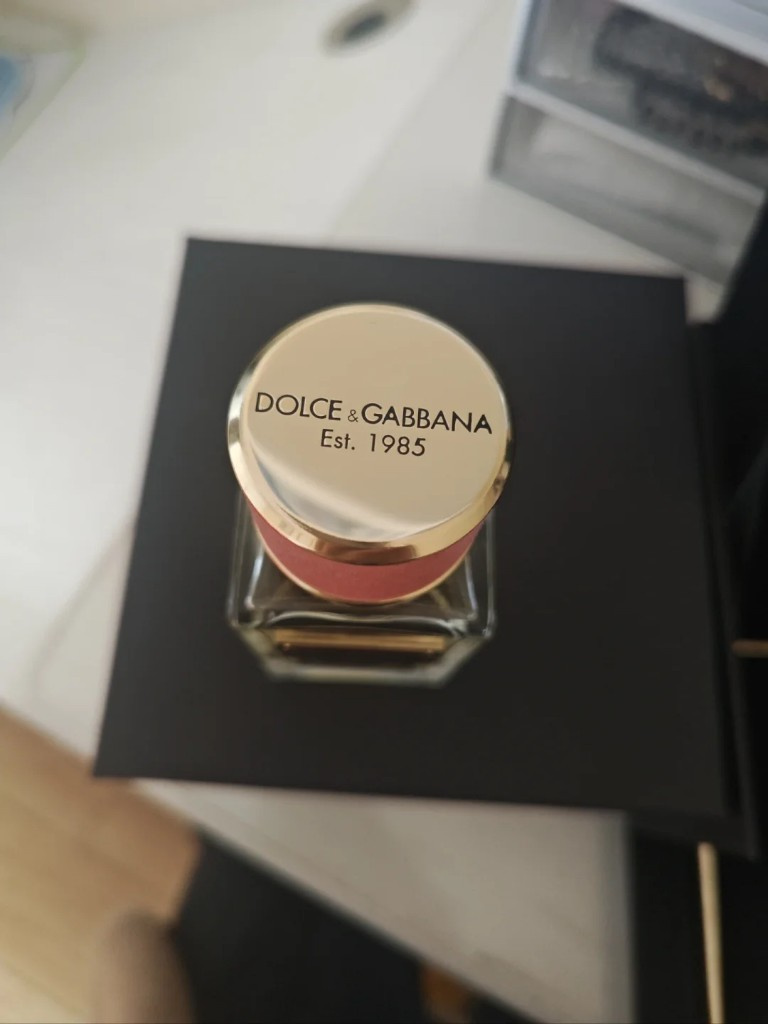 DOLCE & GABBANA
Est. 1985